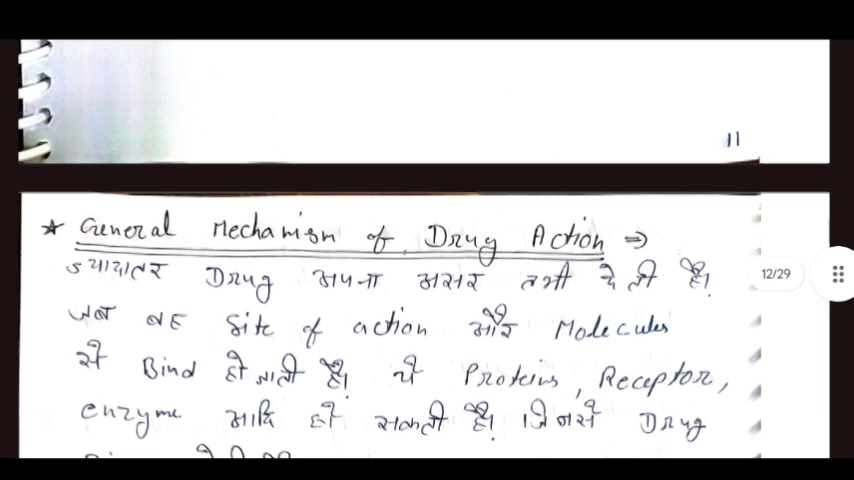 11
* General Mechanism of Drug Action ⇒
ज्यादातर Drug अपना असर तभी देती है।
12/29
जब वह Site of action और Molecules
से Bind हो जाती है। ये Proteins, Receptor,
enzyme आदि हो सकती है। जिनसे Drug